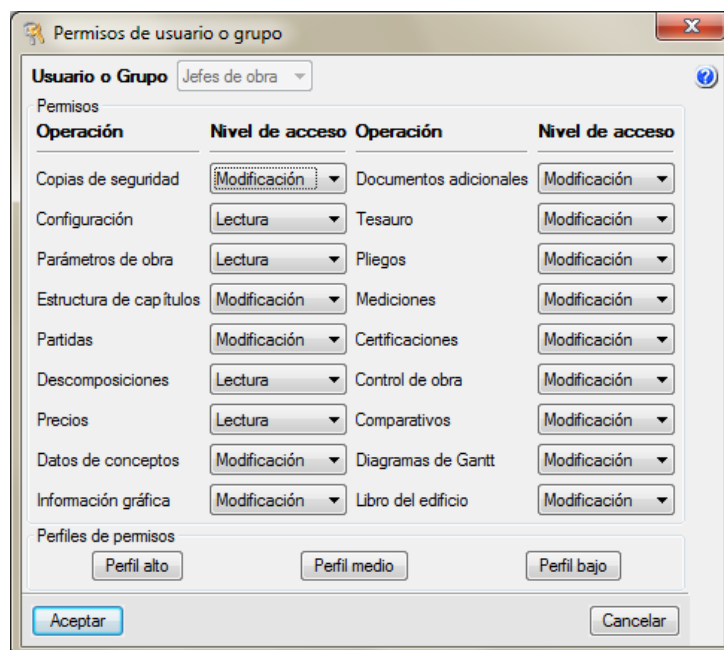 Permisos de usuario o grupo
Usuario o Grupo Jefes de obra
Permisos
Operación Nivel de acceso Operación Nivel de acceso
Copias de seguridad Modificación Documentos adicionales Modificación
Configuración Lectura Tesauro Modificación
Parámetros de obra Lectura Pliegos Modificación
Estructura de capítulos Modificación Mediciones Modificación
Partidas Modificación Certificaciones Modificación
Descomposiciones Lectura Control de obra Modificación
Precios Lectura Comparativos Modificación
Datos de conceptos Modificación Diagramas de Gantt Modificación
Información gráfica Modificación Libro del edificio Modificación
Perfiles de permisos
Perfil alto Perfil medio Perfil bajo
Aceptar Cancelar